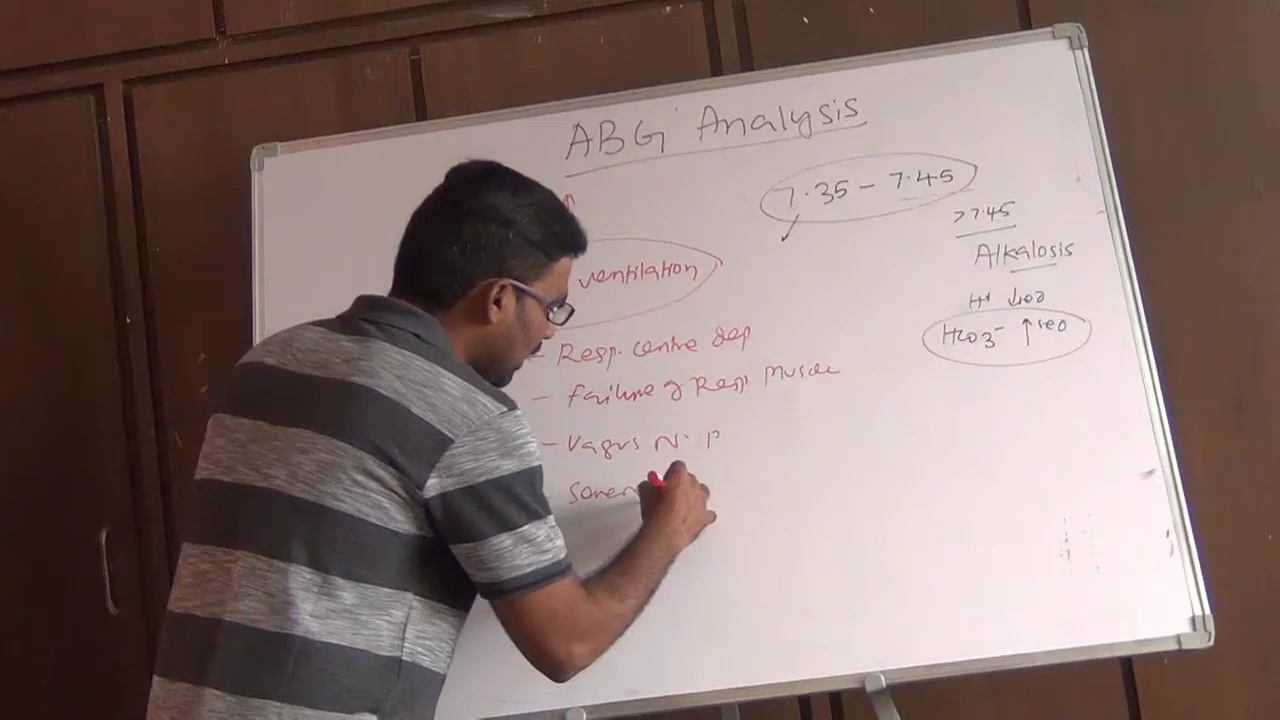 ABG Analysis
7.35 - 7.45
>7.45
Alkalosis
H+ ↓
HCO3- ↑
ventilation
- Resp. centre dep
- failure of Resp Muscle
- Vagus N. P